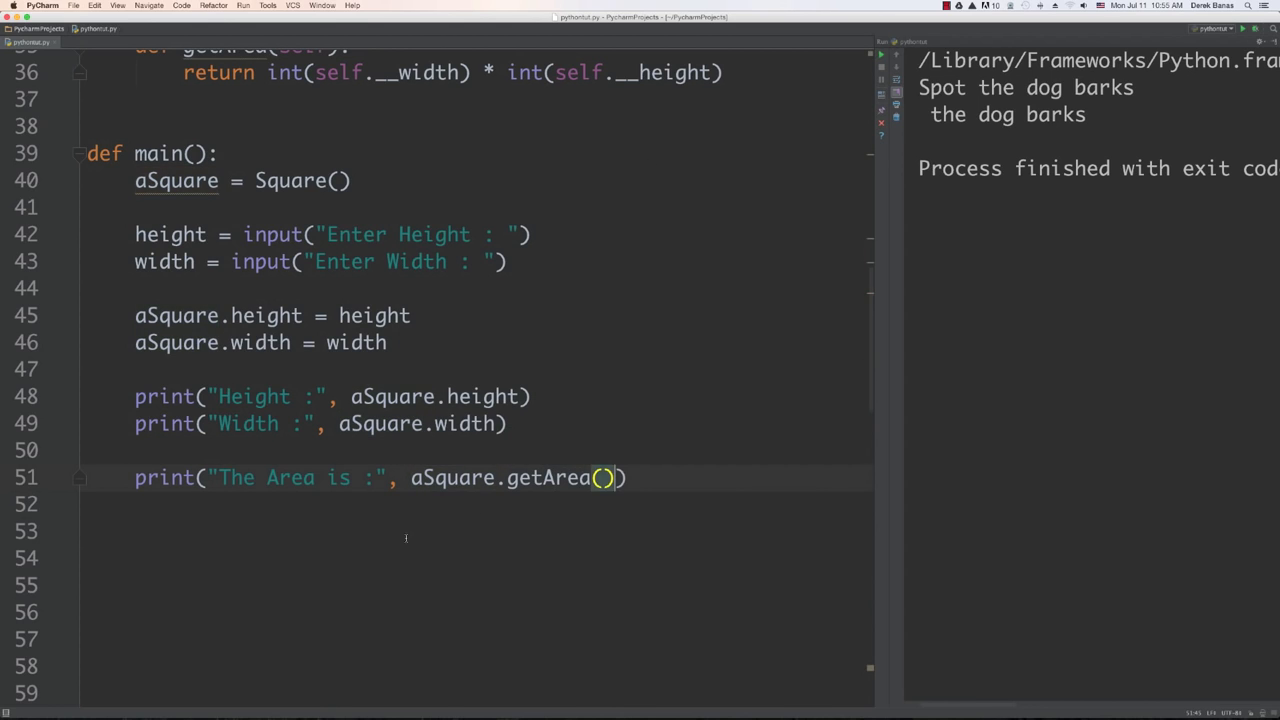 PyCharm File Edit View Navigate Code Refactor Run Tools VCS Window Help 10 Mon Jul 11 10:55 AM Derek Banas
pythontut.py - PycharmProjects - [~/PycharmProjects]
PycharmProjects pythontut.py pythontut
pythontut.py
Run pythontut
35 def getArea(self):
36 return int(self.__width) * int(self.__height)
37
38
39 def main():
40 aSquare = Square()
41
42 height = input("Enter Height : ")
43 width = input("Enter Width : ")
44
45 aSquare.height = height
46 aSquare.width = width
47
48 print("Height :", aSquare.height)
49 print("Width :", aSquare.width)
50
51 print("The Area is :", aSquare.getArea())
52
53
54
55
56
57
58
59
/Library/Frameworks/Python.fra
Spot the dog barks
the dog barks
Process finished with exit cod
51:45 LF÷ UTF-8÷